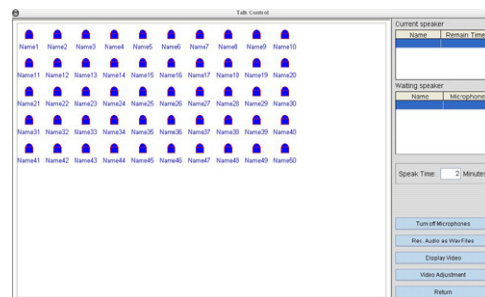 Talk Control
Name1 Name2 Name3 Name4 Name5 Name6 Name7 Name8 Name9 Name10
Name11 Name12 Name13 Name14 Name15 Name16 Name17 Name18 Name19 Name20
Name21 Name22 Name23 Name24 Name25 Name26 Name27 Name28 Name29 Name30
Name31 Name32 Name33 Name34 Name35 Name36 Name37 Name38 Name39 Name40
Name41 Name42 Name43 Name44 Name45 Name46 Name47 Name48 Name49 Name50
Current speaker
Name Remain Time
Waiting speaker
Name Microphone
Speak Time: 2 Minutes
Turn off Microphones
Rec. Audio as Wav Files
Display Video
Video Adjustment
Return